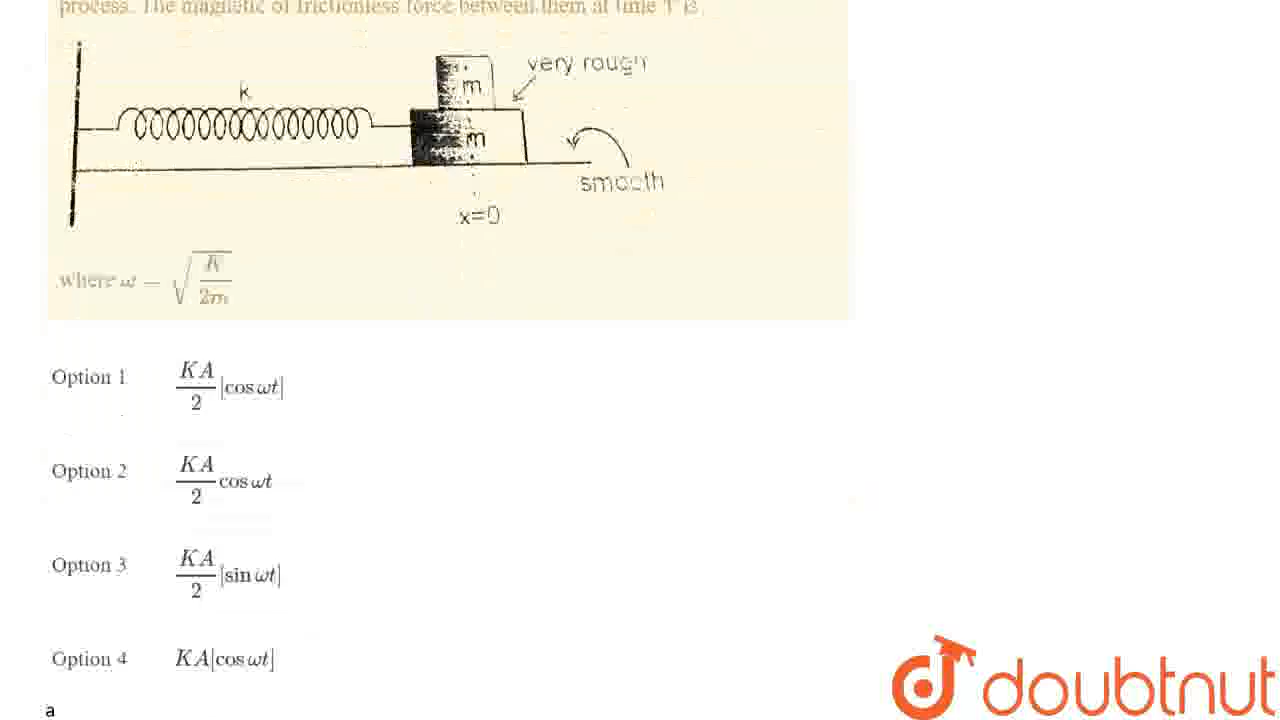 process. The magnetic of frictionless force between them at time T is
very rough
k
m
m
smooth
x=0
where ω = √(K/2m)
Option 1 KA/2 |cos ωt|
Option 2 KA/2 cos ωt
Option 3 KA/2 |sin ωt|
Option 4 KA|cos ωt|
a
doubtnut